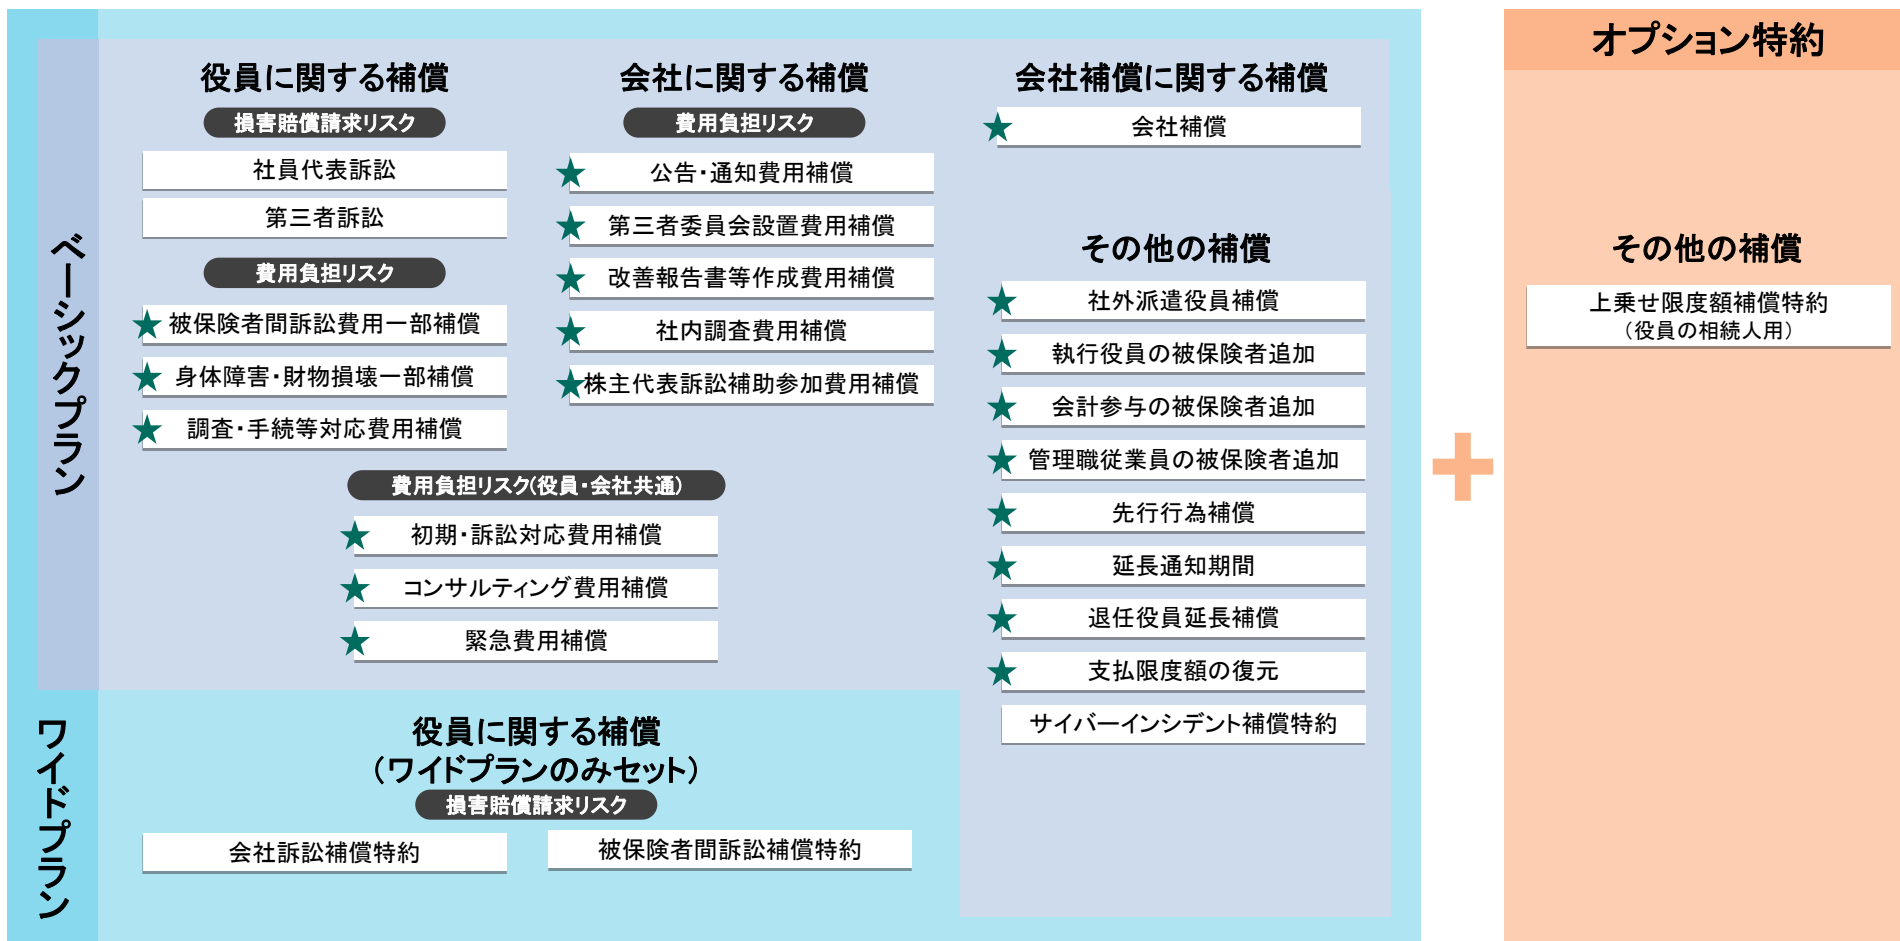 ベーシックプラン
役員に関する補償
損害賠償請求リスク
社員代表訴訟
第三者訴訟
費用負担リスク
★被保険者間訴訟費用一部補償
★身体障害・財物損壊一部補償
★調査・手続等対応費用補償
会社に関する補償
費用負担リスク
★公告・通知費用補償
★第三者委員会設置費用補償
★改善報告書等作成費用補償
★社内調査費用補償
★株主代表訴訟補助参加費用補償
費用負担リスク(役員・会社共通)
★初期・訴訟対応費用補償
★コンサルティング費用補償
★緊急費用補償
会社補償に関する補償
★会社補償
その他の補償
★社外派遣役員補償
★執行役員の被保険者追加
★会計参与の被保険者追加
★管理職従業員の被保険者追加
★先行行為補償
★延長通知期間
★退任役員延長補償
★支払限度額の復元
サイバーインシデント補償特約
ワイドプラン
役員に関する補償
（ワイドプランのみセット）
損害賠償請求リスク
会社訴訟補償特約
被保険者間訴訟補償特約
＋
オプション特約
その他の補償
上乗せ限度額補償特約
（役員の相続人用）